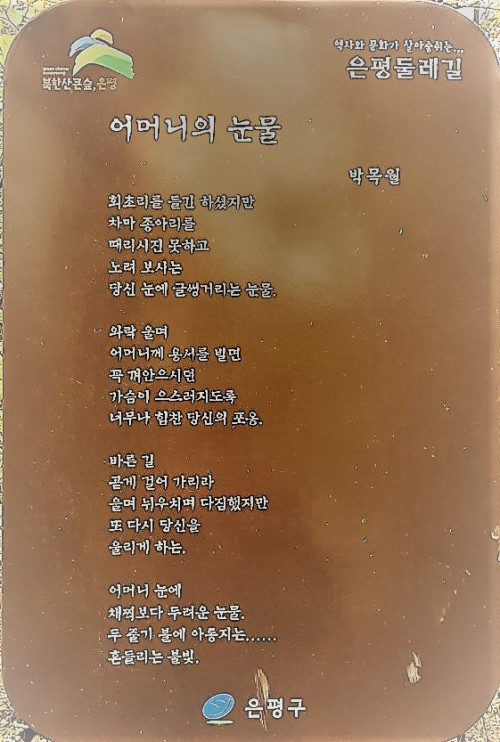 green choice eunpyeong
북한산큰숲, 은평
역사와 문화가 살아숨쉬는...
은평둘레길
어머니의 눈물
박목월
회초리를 들긴 하셨지만
차마 종아리를
때리시진 못하고
노려 보시는
당신 눈에 글썽거리는 눈물.
와락 울며
어머니께 용서를 빌면
꼭 껴안으시던
가슴이 으스러지도록
너무나 힘찬 당신의 포옹.
바른 길
곧게 걸어 가리라
울며 뉘우치며 다짐했지만
또 다시 당신을
울리게 하는.
어머니 눈에
채찍보다 두려운 눈물.
두 줄기 볼에 아롱지는......
흔들리는 불빛.
은평구